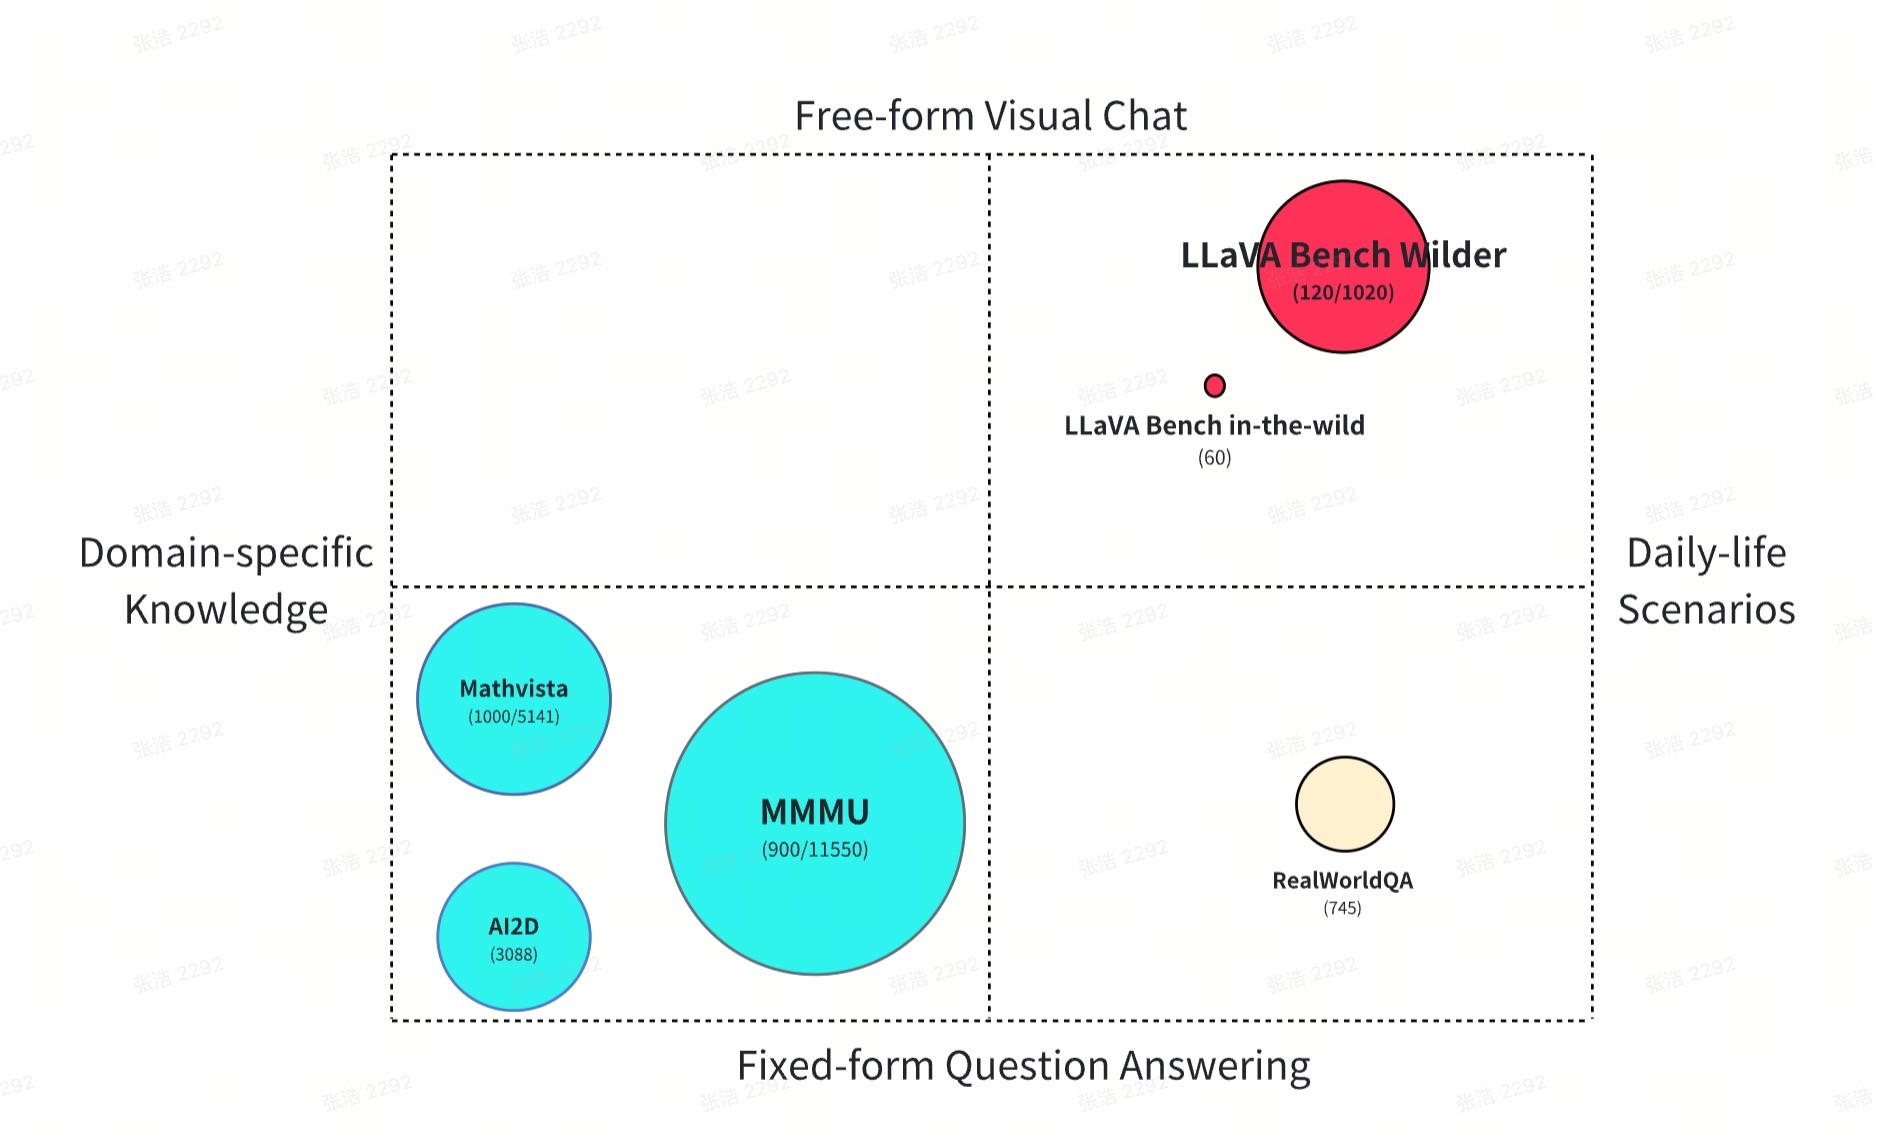 Free-form Visual Chat
LLaVA Bench Wilder
(120/1020)
LLaVA Bench in-the-wild
(60)
Domain-specific
Knowledge
Daily-life
Scenarios
Mathvista
(1000/5141)
MMMU
(900/11550)
AI2D
(3088)
RealWorldQA
(745)
Fixed-form Question Answering
张浩 2292